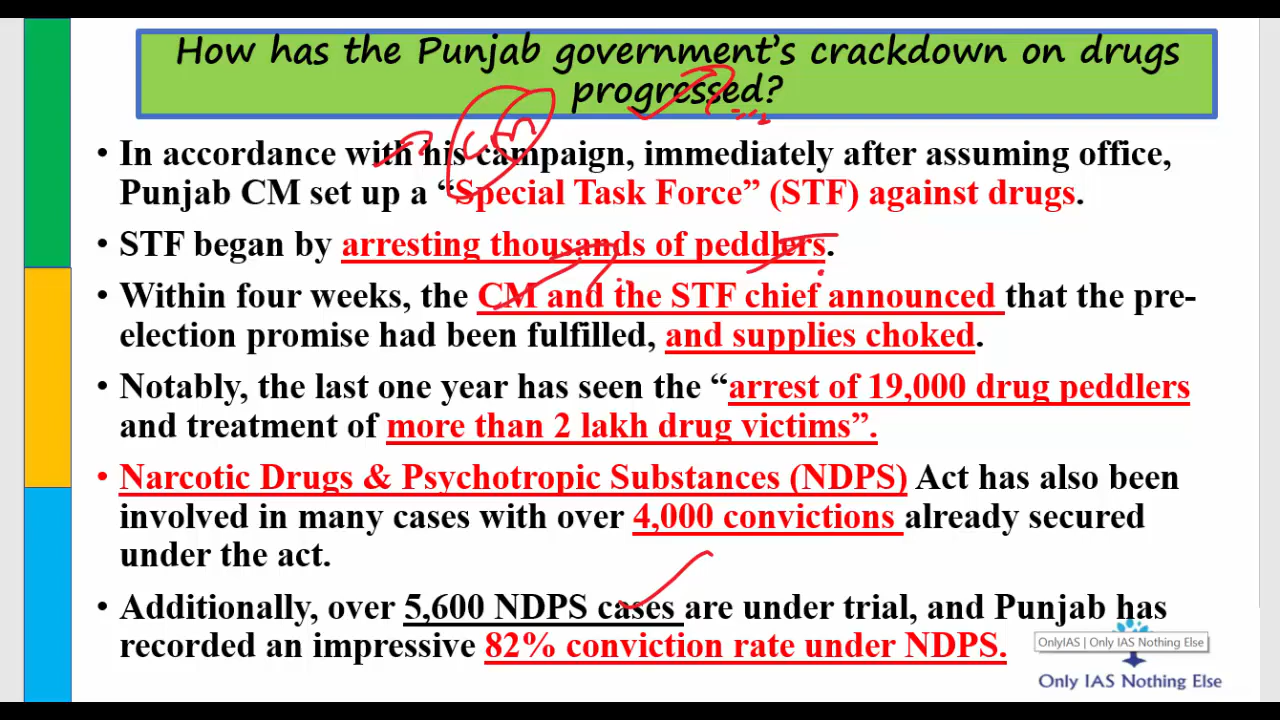 How has the Punjab government's crackdown on drugs
progressed?
CM
• In accordance with his campaign, immediately after assuming office,
Punjab CM set up a “Special Task Force” (STF) against drugs.
• STF began by arresting thousands of peddlers.
• Within four weeks, the CM and the STF chief announced that the pre-
election promise had been fulfilled, and supplies choked.
• Notably, the last one year has seen the “arrest of 19,000 drug peddlers
and treatment of more than 2 lakh drug victims”.
• Narcotic Drugs & Psychotropic Substances (NDPS) Act has also been
involved in many cases with over 4,000 convictions already secured
under the act.
• Additionally, over 5,600 NDPS cases are under trial, and Punjab has
recorded an impressive 82% conviction rate under NDPS.
OnlyIAS | Only IAS Nothing Else
Only IAS Nothing Else